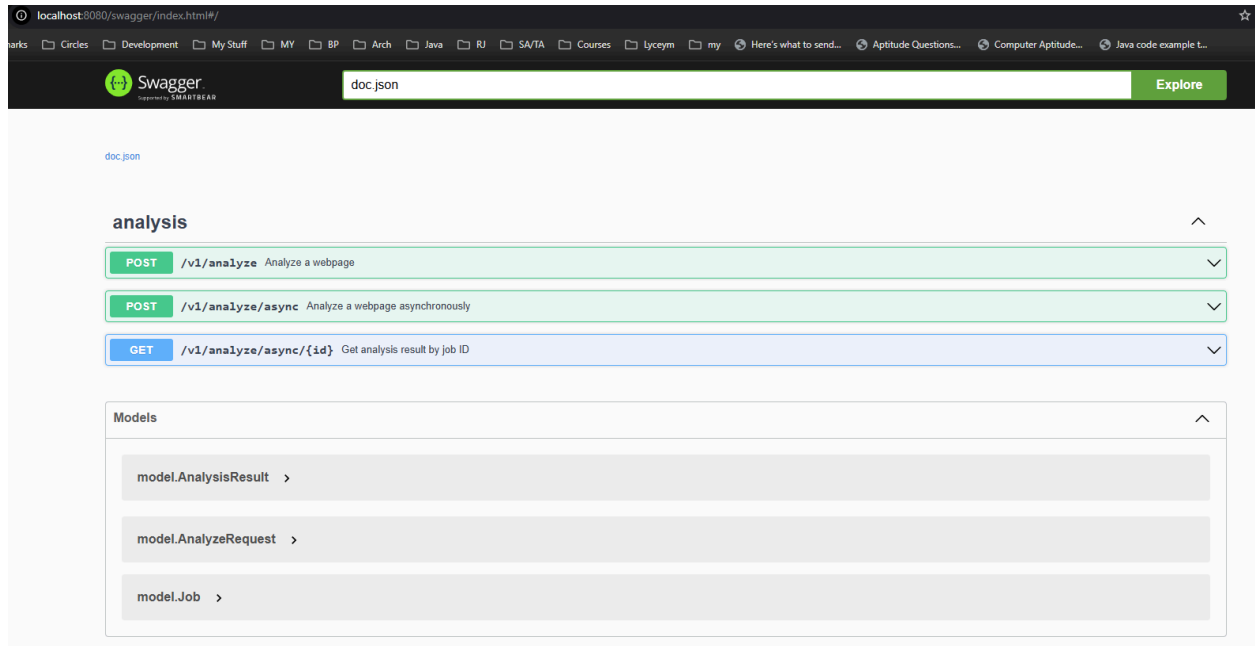 localhost:8080/swagger/index.html#/
narks Circles Development My Stuff MY BP Arch Java RJ SA/TA Courses Lyceym my Here's what to send... Aptitude Questions... Computer Aptitude... Java code example t...
{...} Swagger. doc.json Explore
Supported by SMARTBEAR
doc.json
analysis
POST /v1/analyze Analyze a webpage
POST /v1/analyze/async Analyze a webpage asynchronously
GET /v1/analyze/async/{id} Get analysis result by job ID
Models
model.AnalysisResult
model.AnalyzeRequest
model.Job